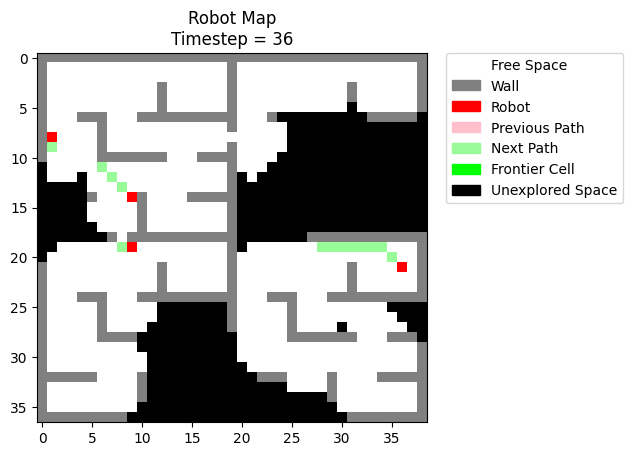 Robot Map
Timestep = 36
0
5
10
15
20
25
30
35
0
5
10
15
20
25
30
35
Free Space
Wall
Robot
Previous Path
Next Path
Frontier Cell
Unexplored Space